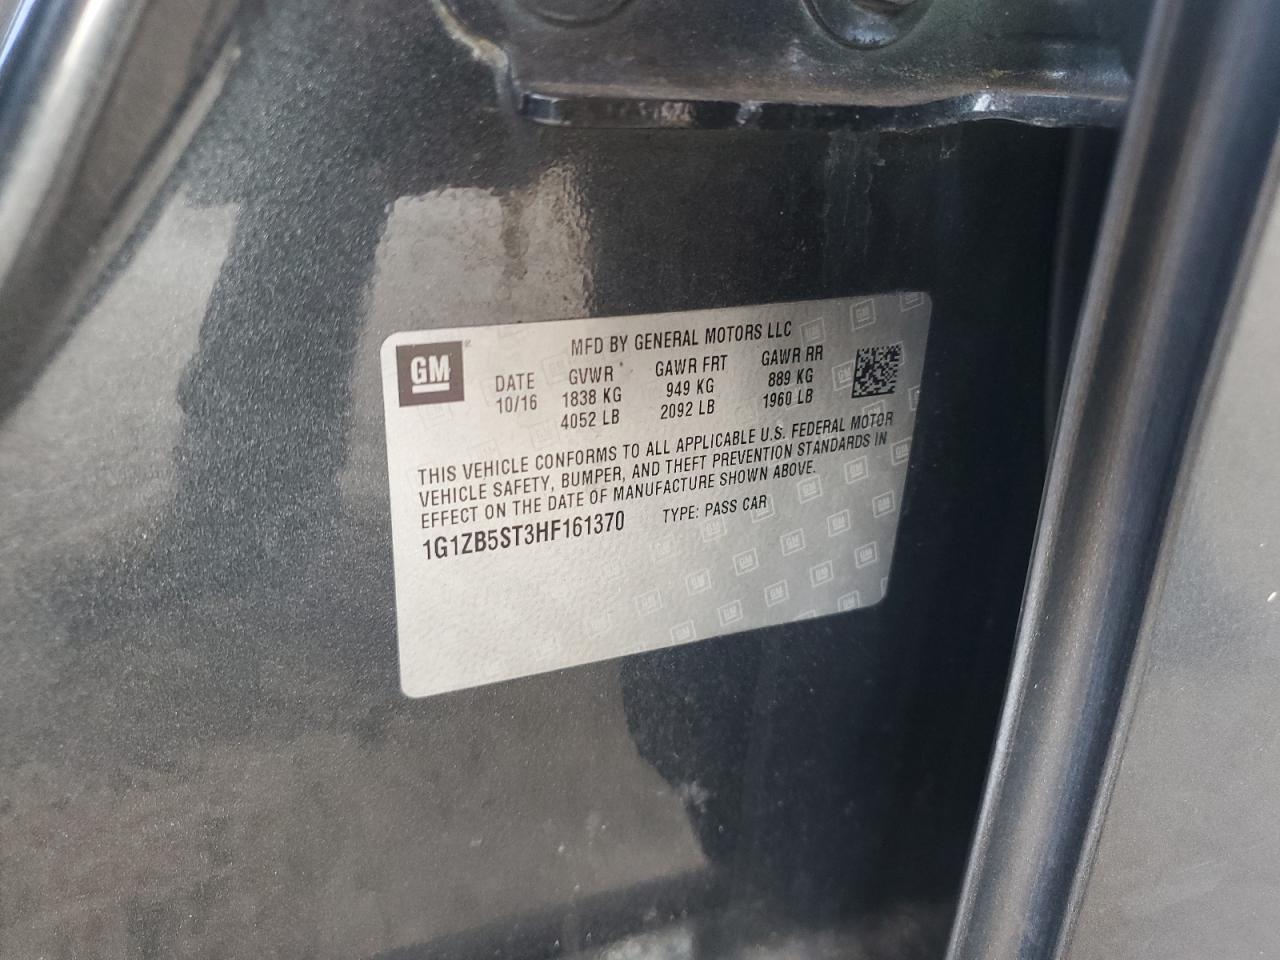 GM
MFD BY GENERAL MOTORS LLC
DATE GVWR GAWR FRT GAWR RR
10/16 1838 KG 949 KG 889 KG
4052 LB 2092 LB 1960 LB
THIS VEHICLE CONFORMS TO ALL APPLICABLE U.S. FEDERAL MOTOR
VEHICLE SAFETY, BUMPER, AND THEFT PREVENTION STANDARDS IN
EFFECT ON THE DATE OF MANUFACTURE SHOWN ABOVE.
1G1ZB5ST3HF161370 TYPE: PASS CAR